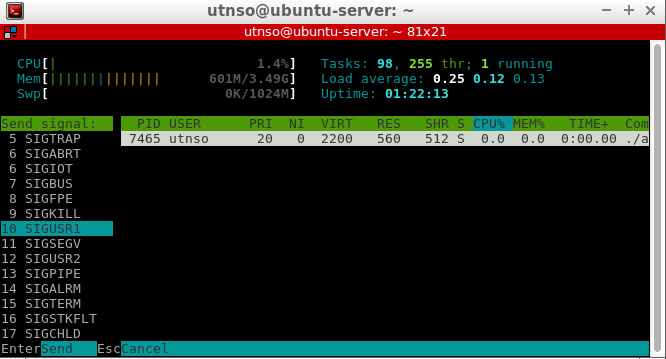 utnso@ubuntu-server: ~
utnso@ubuntu-server: ~ 81x21
CPU[| 1.4%] Tasks: 98, 255 thr; 1 running
Mem[|||||||||||||| 601M/3.49G] Load average: 0.25 0.12 0.13
Swp[ 0K/1024M] Uptime: 01:22:13
Send signal: PID USER PRI NI VIRT RES SHR S CPU% MEM% TIME+ Com
5 SIGTRAP 7465 utnso 20 0 2200 560 512 S 0.0 0.0 0:00.00 ./a
6 SIGABRT
6 SIGIOT
7 SIGBUS
8 SIGFPE
9 SIGKILL
10 SIGUSR1
11 SIGSEGV
12 SIGUSR2
13 SIGPIPE
14 SIGALRM
15 SIGTERM
16 SIGSTKFLT
17 SIGCHLD
EnterSend EscCancel